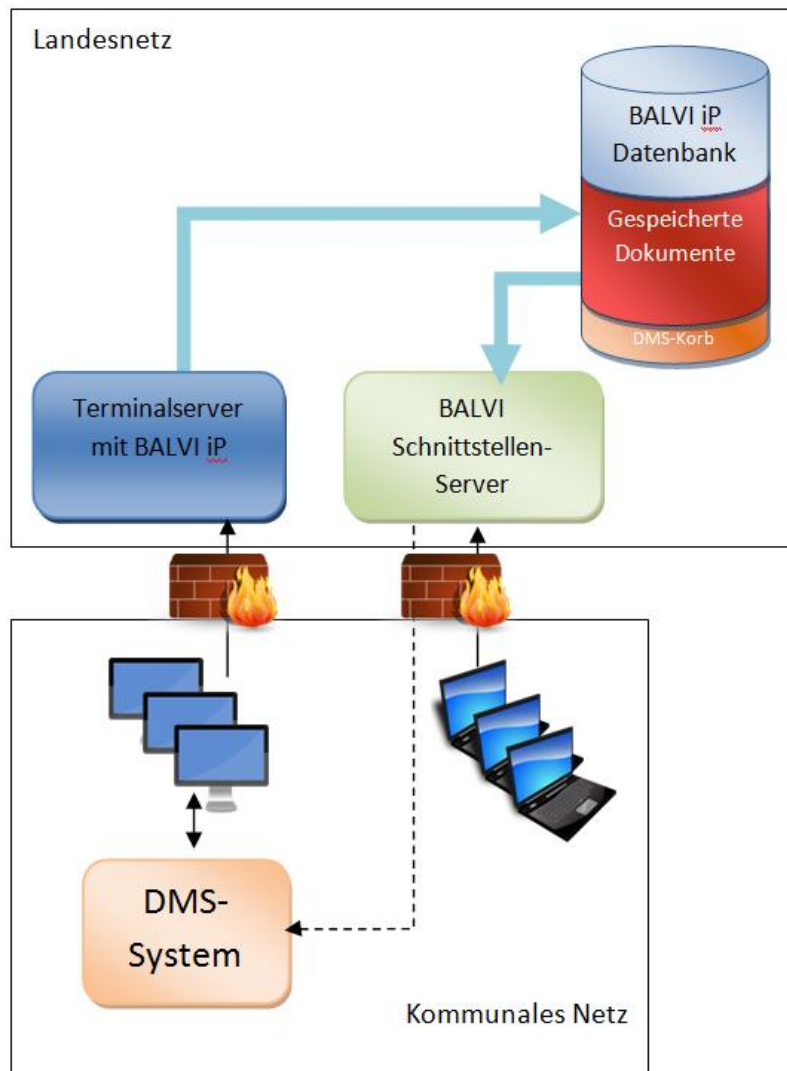 Landesnetz
BALVI iP
Datenbank
Gespeicherte
Dokumente
DMS-Korb
Terminalserver
mit BALVI iP
BALVI
Schnittstellen-
Server
DMS-
System
Kommunales Netz